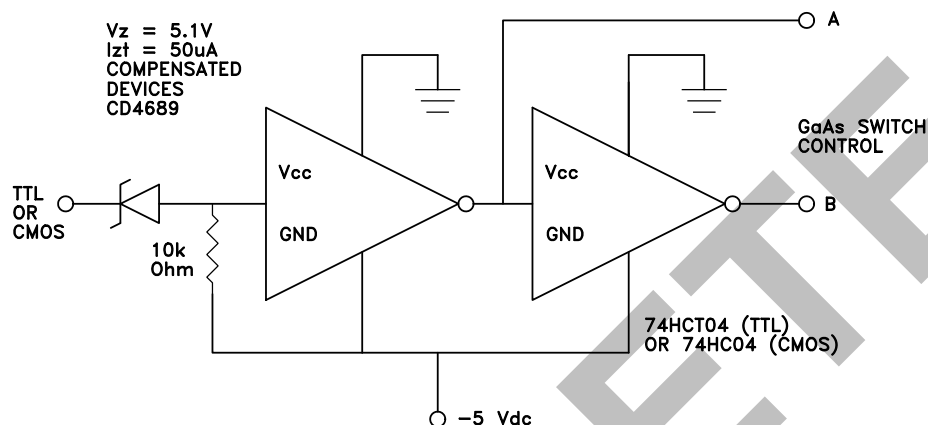 Vz = 5.1V
Izt = 50uA
COMPENSATED
DEVICES
CD4689
A
GaAs SWITCH
CONTROL
Vcc
Vcc
TTL
OR
CMOS
B
GND
GND
10k
Ohm
74HCT04 (TTL)
OR 74HC04 (CMOS)
-5 Vdc
ETE